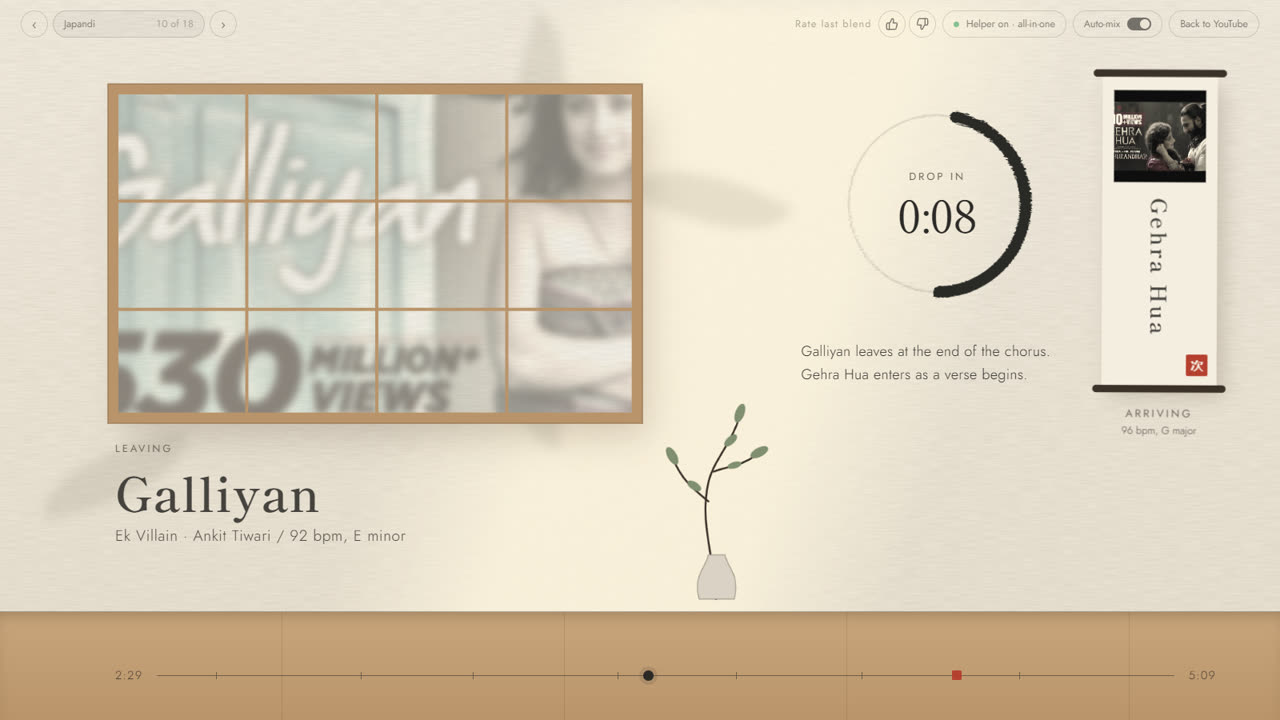 ‹
Japandi
10 of 18
›
Rate last blend
Helper on · all-in-one
Auto-mix
Back to YouTube
Galliyan
530 MILLION+
VIEWS
DROP IN
0:08
EHRA
HUA
Gehra Hua
次
Galliyan leaves at the end of the chorus.
Gehra Hua enters as a verse begins.
ARRIVING
96 bpm, G major
LEAVING
Galliyan
Ek Villain · Ankit Tiwari / 92 bpm, E minor
2:29
5:09